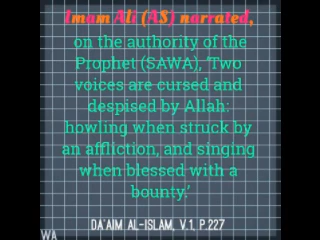 Imam Ali (AS) narrated,
on the authority of the
Prophet (SAWA), 'Two
voices are cursed and
despised by Allah:
howling when struck by
an affliction, and singing
when blessed with a
bounty.'
DA'AIM AL-ISLAM, V.1, P.227
WA